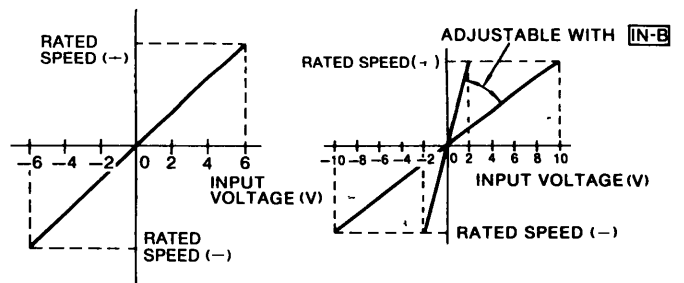 RATED
SPEED (−)
−6 −4 −2 0 2 4 6
INPUT
VOLTAGE (V)
RATED
SPEED (−)
ADJUSTABLE WITH IN-B
RATED SPEED(+)
−10 −8 −6 −4 −2 0 2 4 6 8 10
INPUT VOLTAGE (V)
RATED SPEED (−)